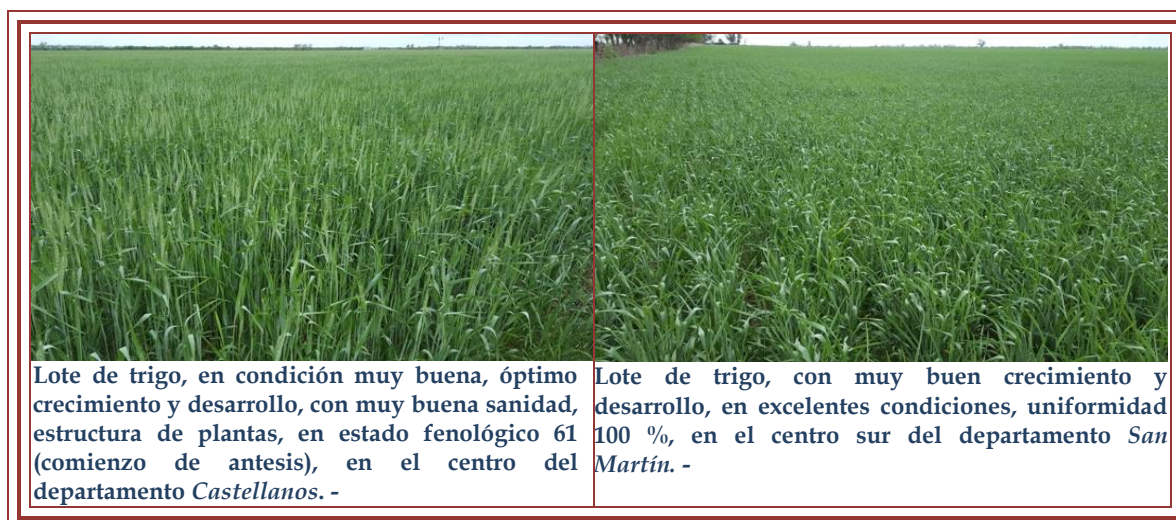 Lote de trigo, en condición muy buena, óptimo
crecimiento y desarrollo, con muy buena sanidad,
estructura de plantas, en estado fenológico 61
(comienzo de antesis), en el centro del
departamento Castellanos. -
Lote de trigo, con muy buen crecimiento y
desarrollo, en excelentes condiciones, uniformidad
100 %, en el centro sur del departamento San
Martín. -